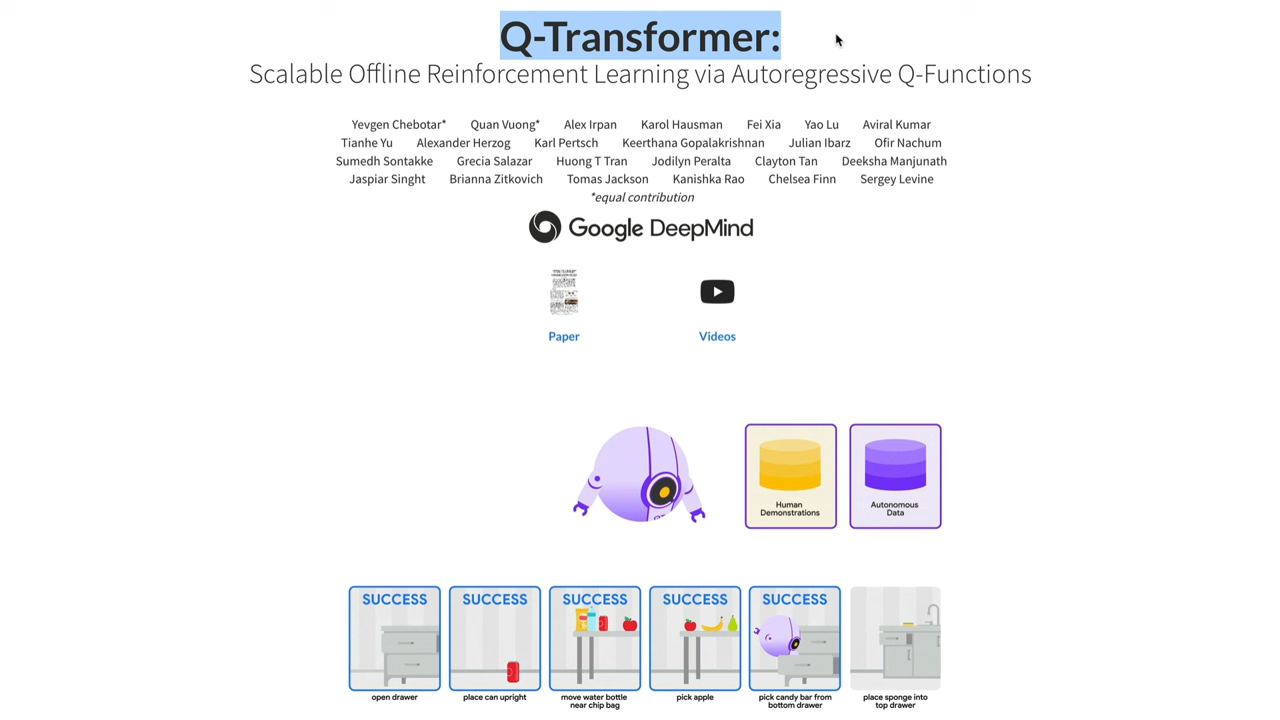 Q-Transformer:
Scalable Offline Reinforcement Learning via Autoregressive Q-Functions
Yevgen Chebotar* Quan Vuong* Alex Irpan Karol Hausman Fei Xia Yao Lu Aviral Kumar
Tianhe Yu Alexander Herzog Karl Pertsch Keerthana Gopalakrishnan Julian Ibarz Ofir Nachum
Sumedh Sontakke Grecia Salazar Huong T Tran Jodilyn Peralta Clayton Tan Deeksha Manjunath
Jaspiar Singht Brianna Zitkovich Tomas Jackson Kanishka Rao Chelsea Finn Sergey Levine
*equal contribution
Google DeepMind
Paper Videos
Human
Demonstrations
Autonomous
Data
SUCCESS SUCCESS SUCCESS SUCCESS SUCCESS
open drawer
place can upright
move water bottle
near chip bag
pick apple
pick candy bar from
bottom drawer
place sponge into
top drawer